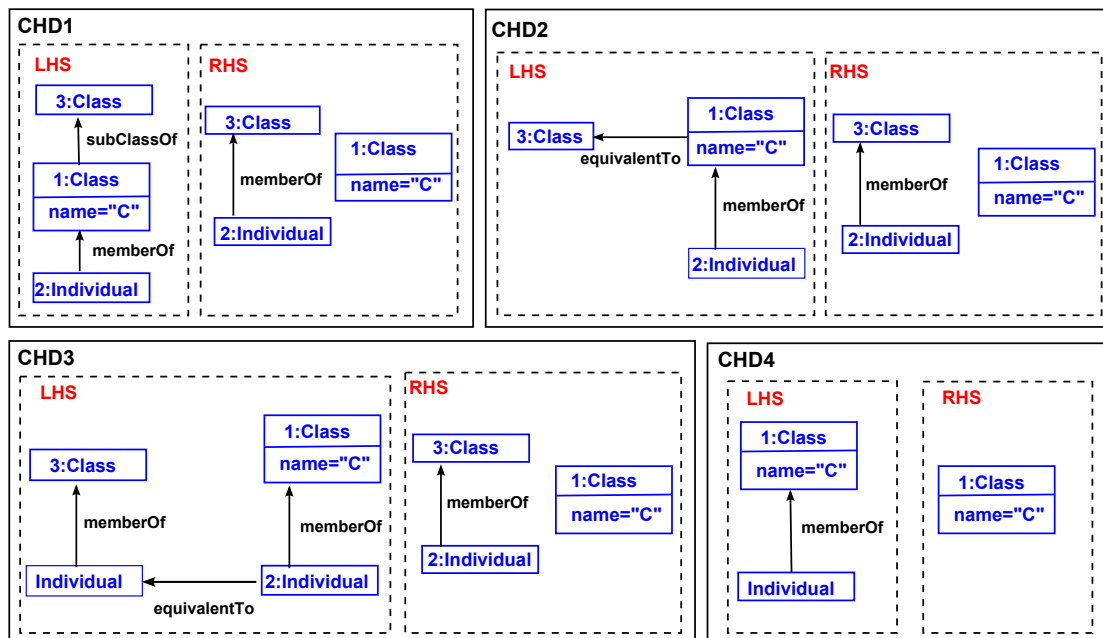 CHD1
LHS
3:Class
subClassOf
1:Class
name="C"
memberOf
2:Individual
RHS
3:Class
1:Class
name="C"
memberOf
2:Individual
CHD2
LHS
1:Class
3:Class
name="C"
equivalentTo
memberOf
2:Individual
RHS
3:Class
1:Class
name="C"
memberOf
2:Individual
CHD3
LHS
1:Class
name="C"
3:Class
memberOf
memberOf
Individual
2:Individual
equivalentTo
RHS
3:Class
1:Class
name="C"
memberOf
2:Individual
CHD4
LHS
1:Class
name="C"
memberOf
Individual
RHS
1:Class
name="C"